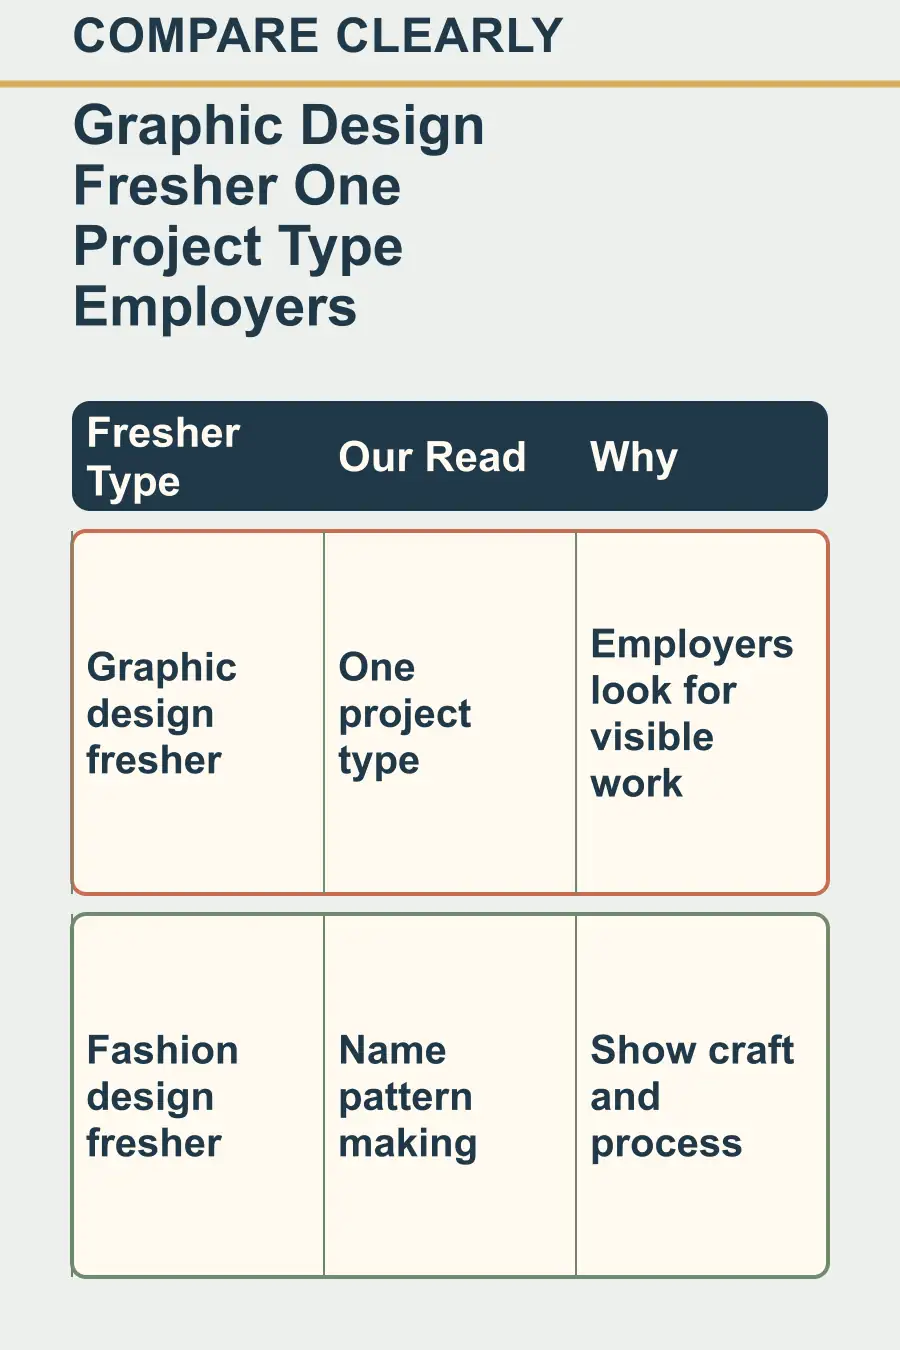 COMPARE CLEARLY
Graphic Design
Fresher One
Project Type
Employers
Fresher
Type
Our Read
Why
Graphic
design
fresher
One
project
type
Employers
look for
visible
work
Fashion
design
fresher
Name
pattern
making
Show craft
and
process